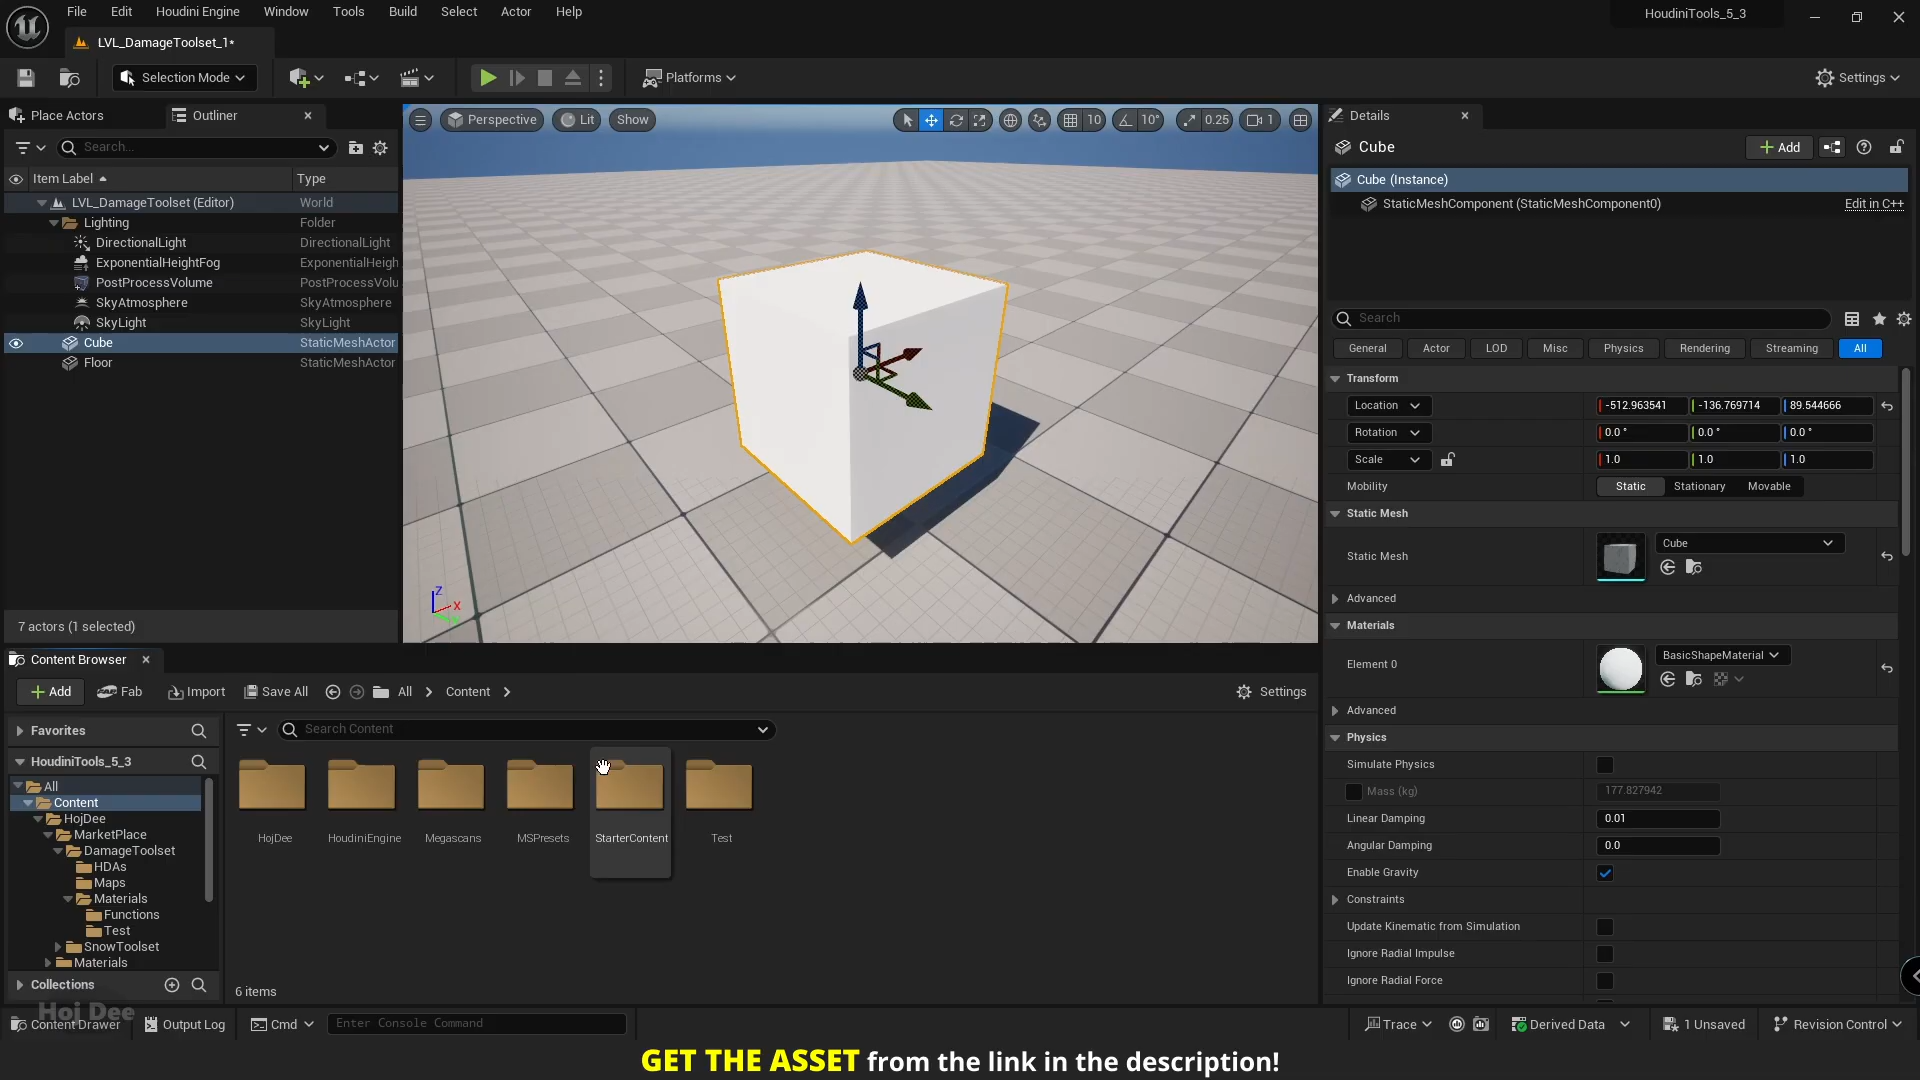 File Edit Houdini Engine Window Tools Build Select Actor Help
HoudiniTools_5_3
LVL_DamageToolset_1*
Selection Mode
Platforms
Settings
Place Actors
Outliner
Search...
Item Label
Type
LVL_DamageToolset (Editor) World
Lighting Folder
DirectionalLight DirectionalLight
ExponentialHeightFog ExponentialHeigh
PostProcessVolume PostProcessVolu
SkyAtmosphere SkyAtmosphere
SkyLight SkyLight
Cube StaticMeshActor
Floor StaticMeshActor
7 actors (1 selected)
Perspective Lit Show
10 10° 0.25 1
Z
X
Details
Cube
Add
Cube (Instance)
StaticMeshComponent (StaticMeshComponent0) Edit in C++
Search
General Actor LOD Misc Physics Rendering Streaming All
Transform
Location -512.963541 -136.769714 89.544666
Rotation 0.0 ° 0.0 ° 0.0 °
Scale 1.0 1.0 1.0
Mobility Static Stationary Movable
Static Mesh
Static Mesh Cube
Advanced
Materials
Element 0 BasicShapeMaterial
Advanced
Physics
Simulate Physics
Mass (kg) 177.827942
Linear Damping 0.01
Angular Damping 0.0
Enable Gravity
Constraints
Update Kinematic from Simulation
Ignore Radial Impulse
Ignore Radial Force
Content Browser
Add Fab Import Save All All Content Settings
Favorites
Search Content
HoudiniTools_5_3
All
Content
HojDee
MarketPlace
DamageToolset
HDAs
Maps
Materials
Functions
Test
SnowToolset
Materials
Collections
HojDee HoudiniEngine Megascans MSPresets StarterContent Test
6 items
Hoj Dee
Content Drawer Output Log Cmd Enter Console Command
Trace Derived Data 1 Unsaved Revision Control
GET THE ASSET from the link in the description!